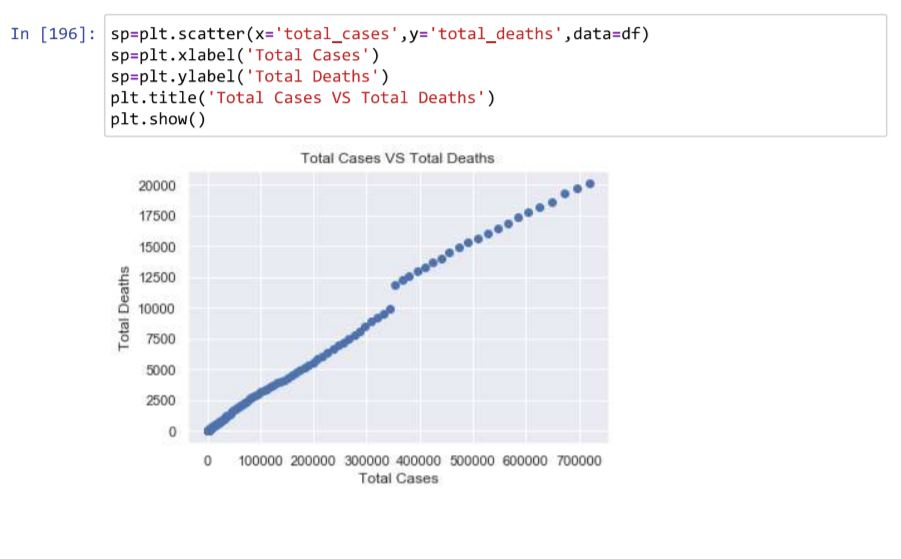 In [196]: sp=plt.scatter(x='total_cases',y='total_deaths',data=df)
sp=plt.xlabel('Total Cases')
sp=plt.ylabel('Total Deaths')
plt.title('Total Cases VS Total Deaths')
plt.show()
Total Cases VS Total Deaths
20000
17500
15000
12500
10000
7500
5000
2500
0
Total Deaths
0 100000 200000 300000 400000 500000 600000 700000
Total Cases